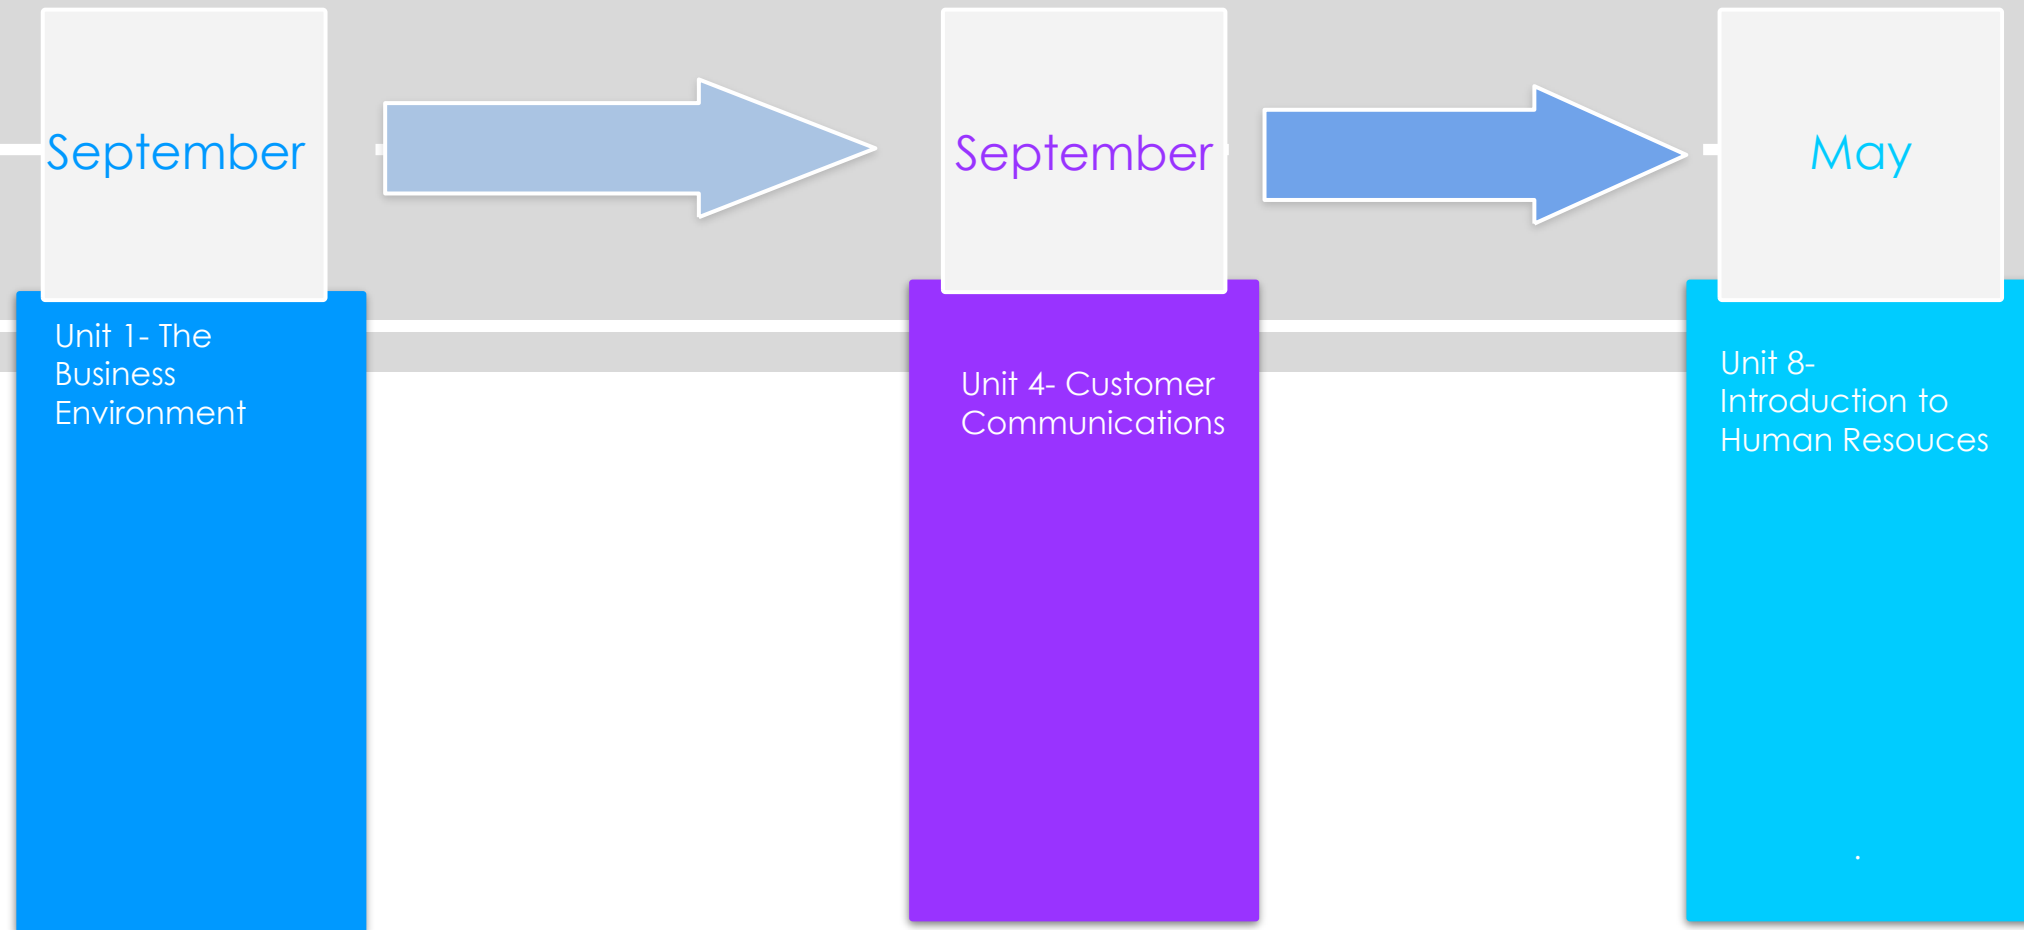 September
September
May
Unit 1- The
Business
Environment
Unit 4- Customer
Communications
Unit 8-
Introduction to
Human Resouces
.